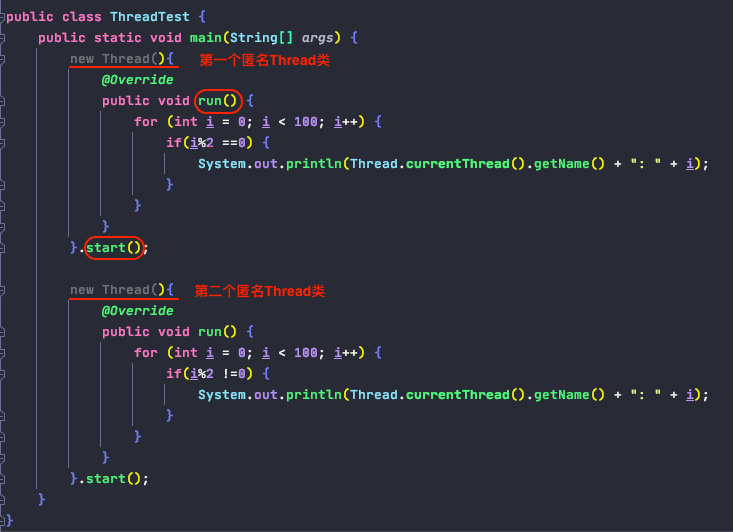 public class ThreadTest {
public static void main(String[] args) {
new Thread(){ 第一个匿名Thread类
@Override
public void run() {
for (int i = 0; i < 100; i++) {
if(i%2 ==0) {
System.out.println(Thread.currentThread().getName() + ": " + i);
}
}
}
}.start();
new Thread(){ 第二个匿名Thread类
@Override
public void run() {
for (int i = 0; i < 100; i++) {
if(i%2 !=0) {
System.out.println(Thread.currentThread().getName() + ": " + i);
}
}
}
}.start();
}
}